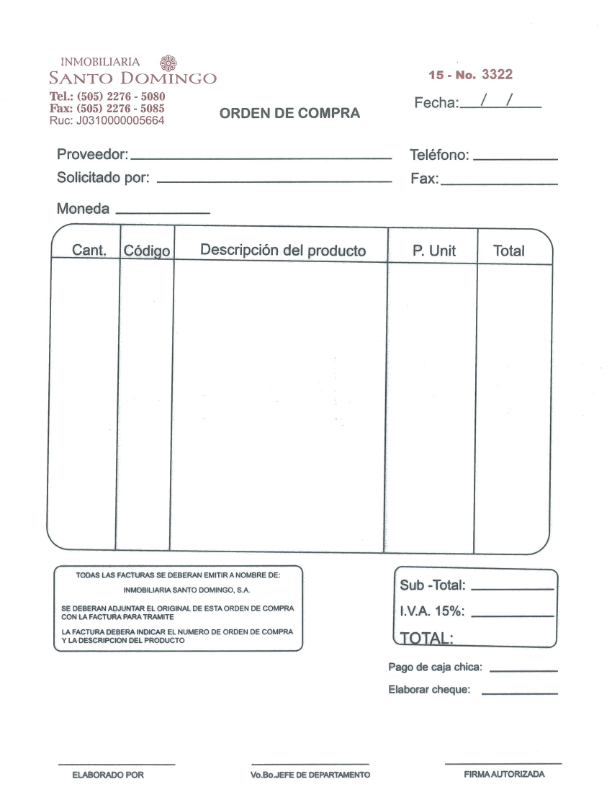 INMOBILIARIA
SANTO DOMINGO
Tel.: (505) 2276 - 5080
Fax: (505) 2276 - 5085
Ruc: J0310000005664
ORDEN DE COMPRA
15 - No. 3322
Fecha:___/__/____
Proveedor:
Teléfono:
Solicitado por:
Fax:
Moneda
Cant. Código Descripción del producto P. Unit Total
TODAS LAS FACTURAS SE DEBERAN EMITIR A NOMBRE DE:
INMOBILIARIA SANTO DOMINGO, S.A.
SE DEBERAN ADJUNTAR EL ORIGINAL DE ESTA ORDEN DE COMPRA
CON LA FACTURA PARA TRAMITE
LA FACTURA DEBERA INDICAR EL NUMERO DE ORDEN DE COMPRA
Y LA DESCRIPCION DEL PRODUCTO
Sub -Total:
I.V.A. 15%:
TOTAL:
Pago de caja chica:
Elaborar cheque:
ELABORADO POR
Vo.Bo.JEFE DE DEPARTAMENTO
FIRMA AUTORIZADA